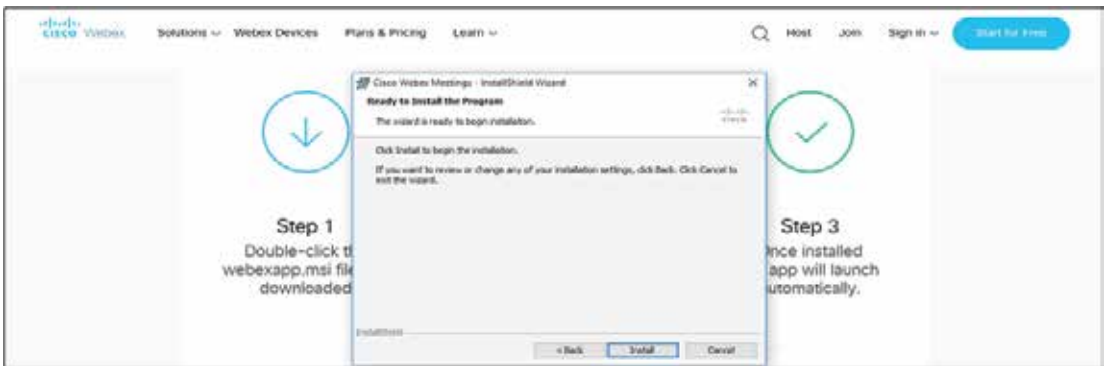 cisco Webex Solutions Webex Devices Plans & Pricing Learn Host Join Sign in Start for Free
Cisco Webex Meetings - InstallShield Wizard
Ready to Install the Program
The wizard is ready to begin installation.
cisco
Click Install to begin the installation.
If you want to review or change any of your installation settings, click Back. Click Cancel to
exit the wizard.
Step 1
Double-click t
webexapp.msi file
downloaded
Step 3
nce installed
app will launch
utomatically.
InstallShield
< Back Install Cancel